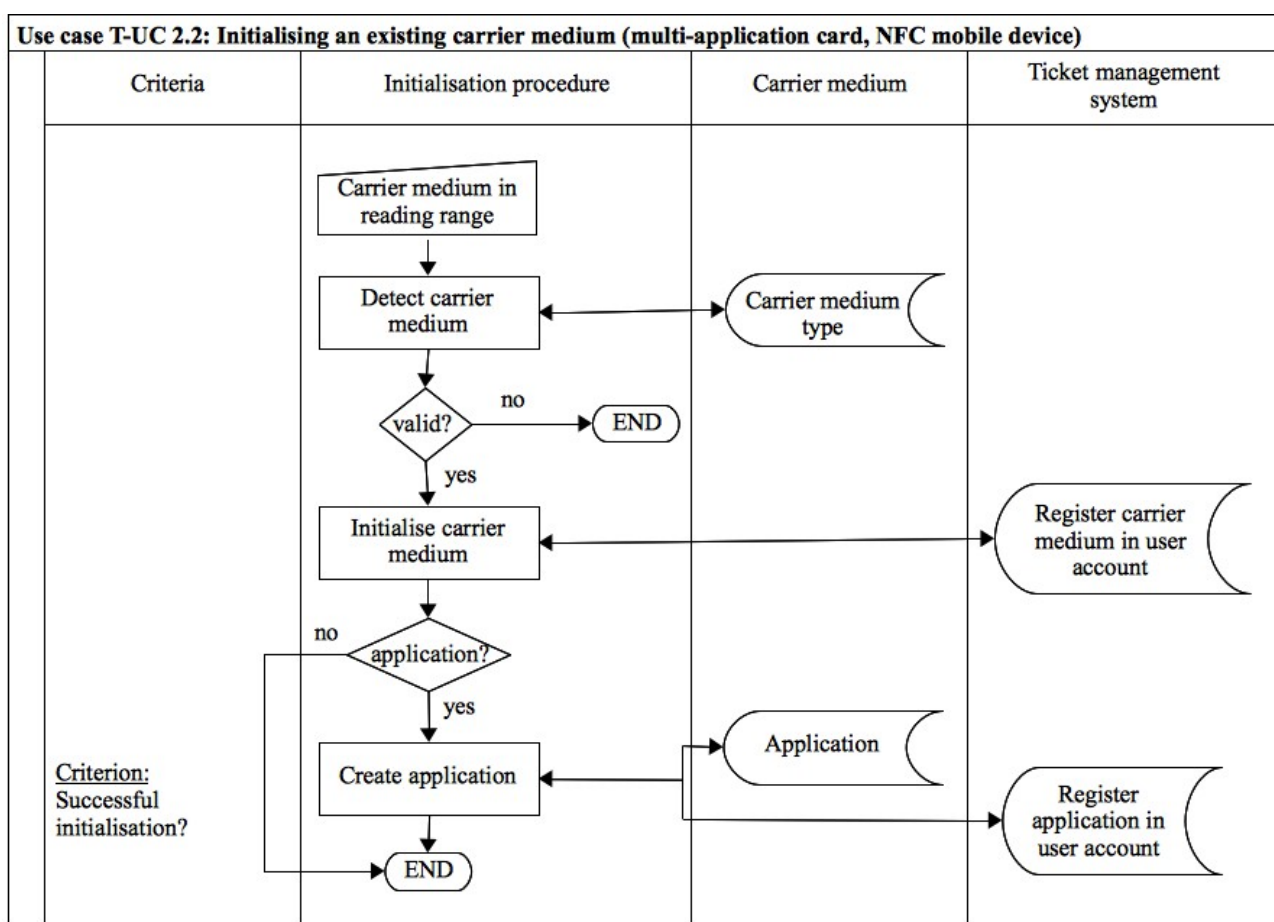 Use case T-UC 2.2: Initialising an existing carrier medium (multi-application card, NFC mobile device)
Criteria
Initialisation procedure
Carrier medium
Ticket management
system
Carrier medium in
reading range
Detect carrier
medium
Carrier medium
type
valid?
no
END
yes
Initialise carrier
medium
Register carrier
medium in user
account
no
application?
yes
Create application
Application
Criterion:
Successful
initialisation?
Register
application in
user account
END